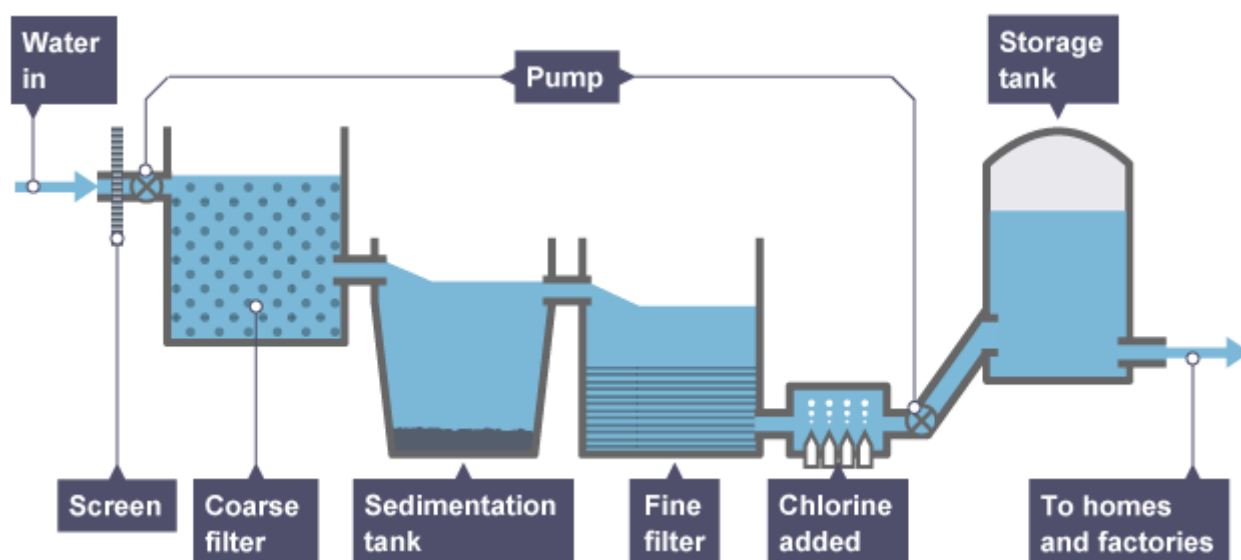 Water
in
Pump
Storage
tank
Screen
Coarse
filter
Sedimentation
tank
Fine
filter
Chlorine
added
To homes
and factories